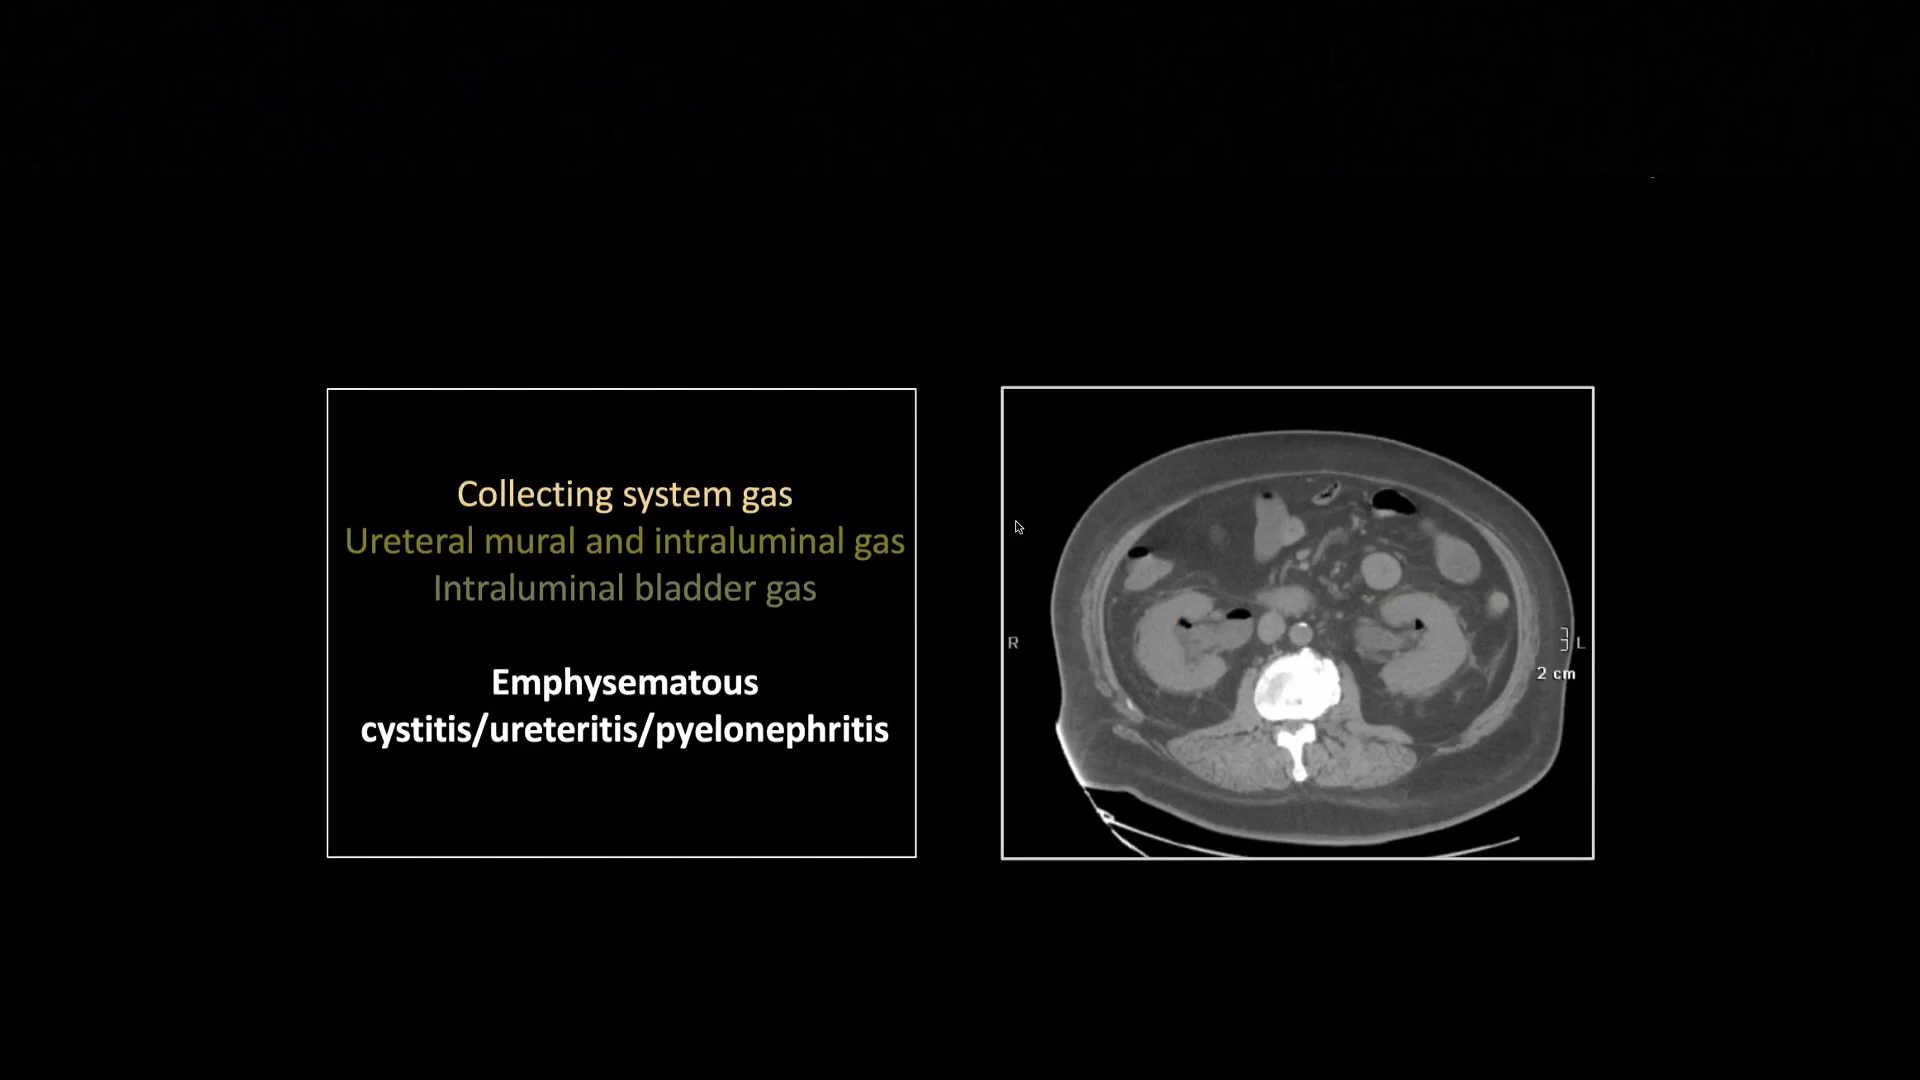 Collecting system gas
Ureteral mural and intraluminal gas
Intraluminal bladder gas
Emphysematous
cystitis/ureteritis/pyelonephritis
R
L
2 cm